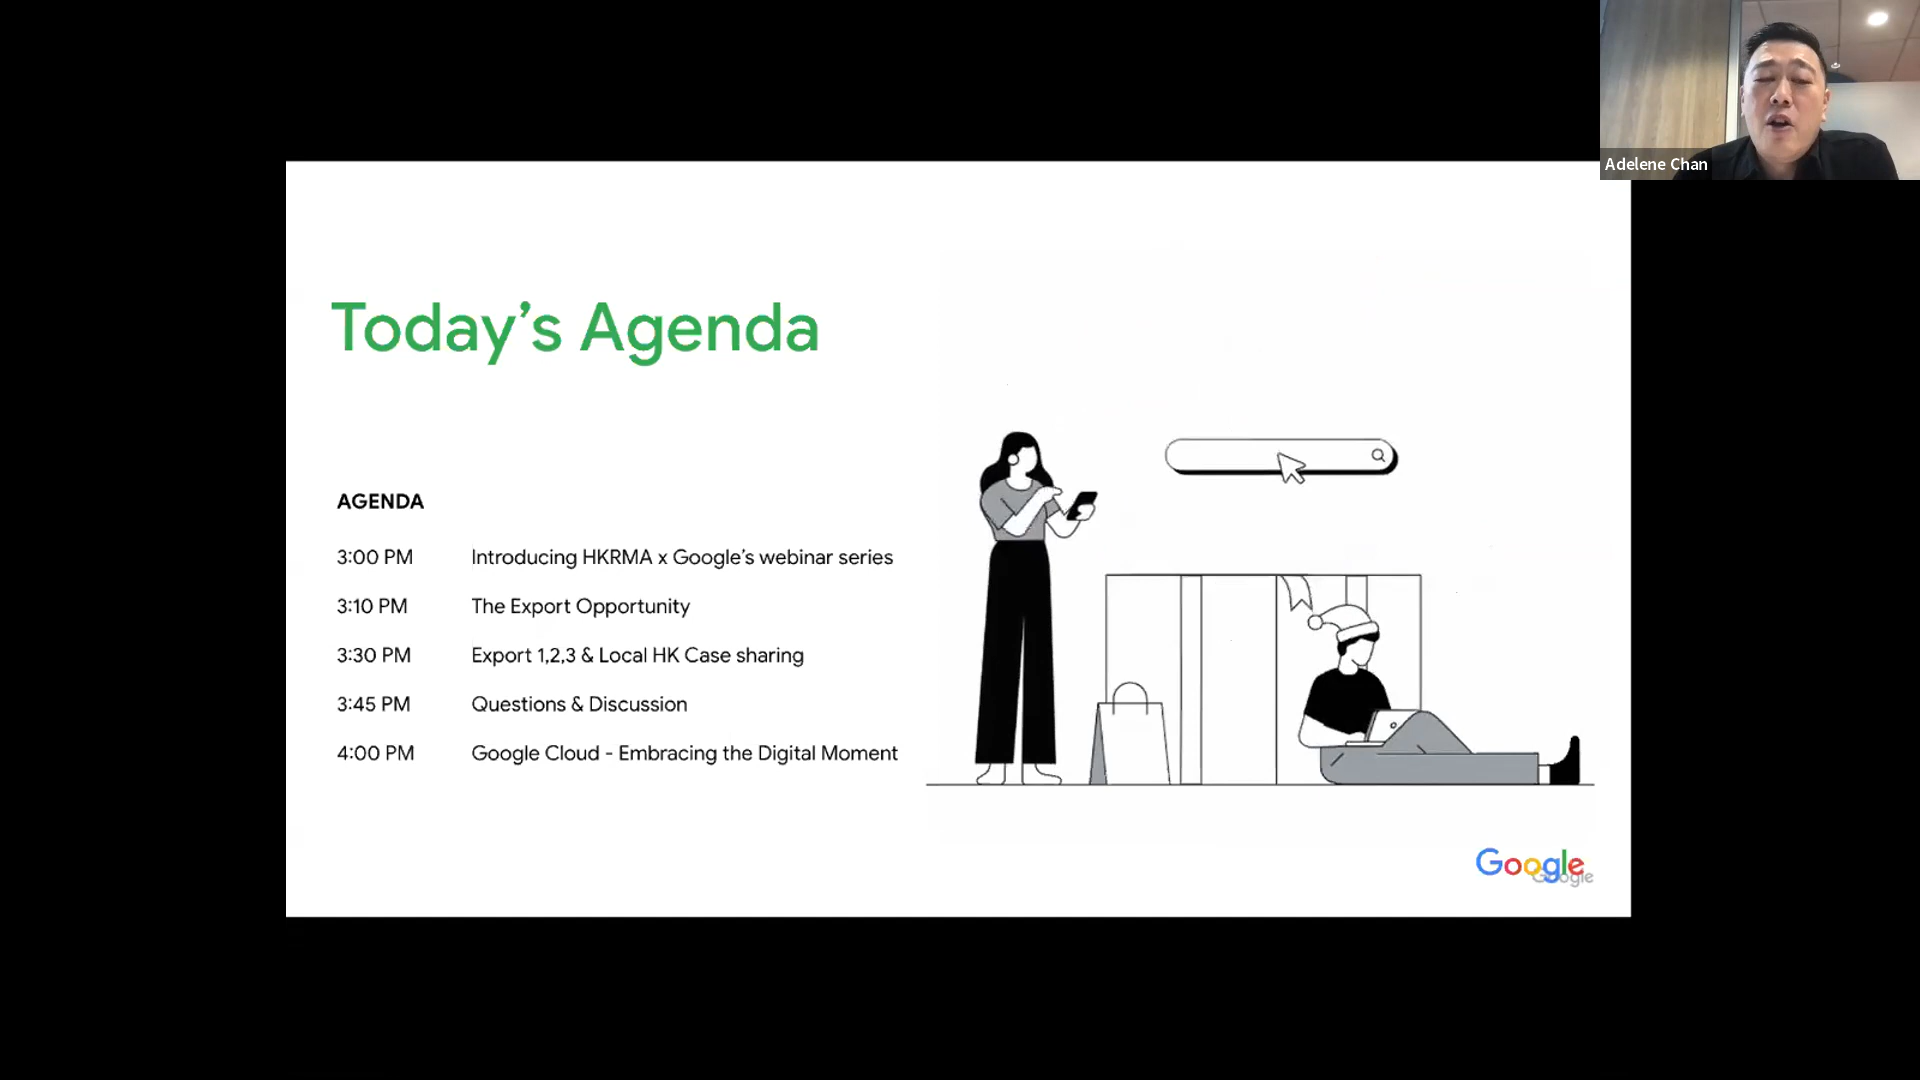 Adelene Chan
Today's Agenda
AGENDA
3:00 PM Introducing HKRMA x Google's webinar series
3:10 PM The Export Opportunity
3:30 PM Export 1,2,3 & Local HK Case sharing
3:45 PM Questions & Discussion
4:00 PM Google Cloud - Embracing the Digital Moment
Google
Google